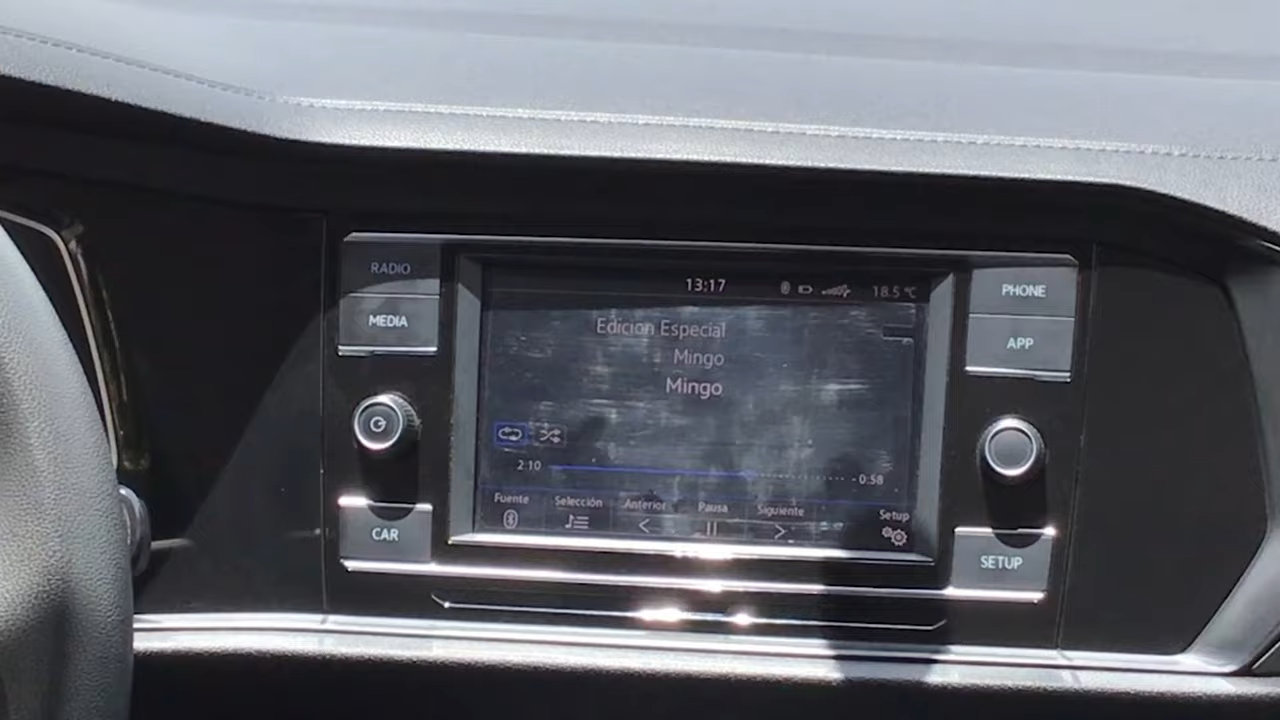 RADIO
MEDIA
CAR
13:17
18.5 °C
Edicion Especial
Mingo
Mingo
2:10
-0:58
Fuente
Selección
Anterior
Pausa
Siguiente
Setup
PHONE
APP
SETUP